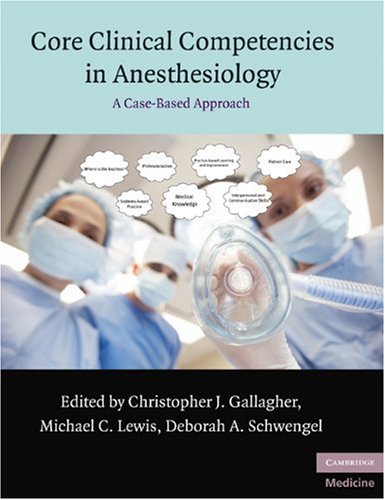 Core Clinical Competencies
in Anesthesiology
A Case-Based Approach
Where is the bauhaus?
Professionalism
Practice-Based Learning
and Improvement
Patient Care
Systems-based
Practice
Medical
Knowledge
Interpersonal and
Communication Skills
Edited by Christopher J. Gallagher,
Michael C. Lewis, Deborah A. Schwengel
CAMBRIDGE
Medicine